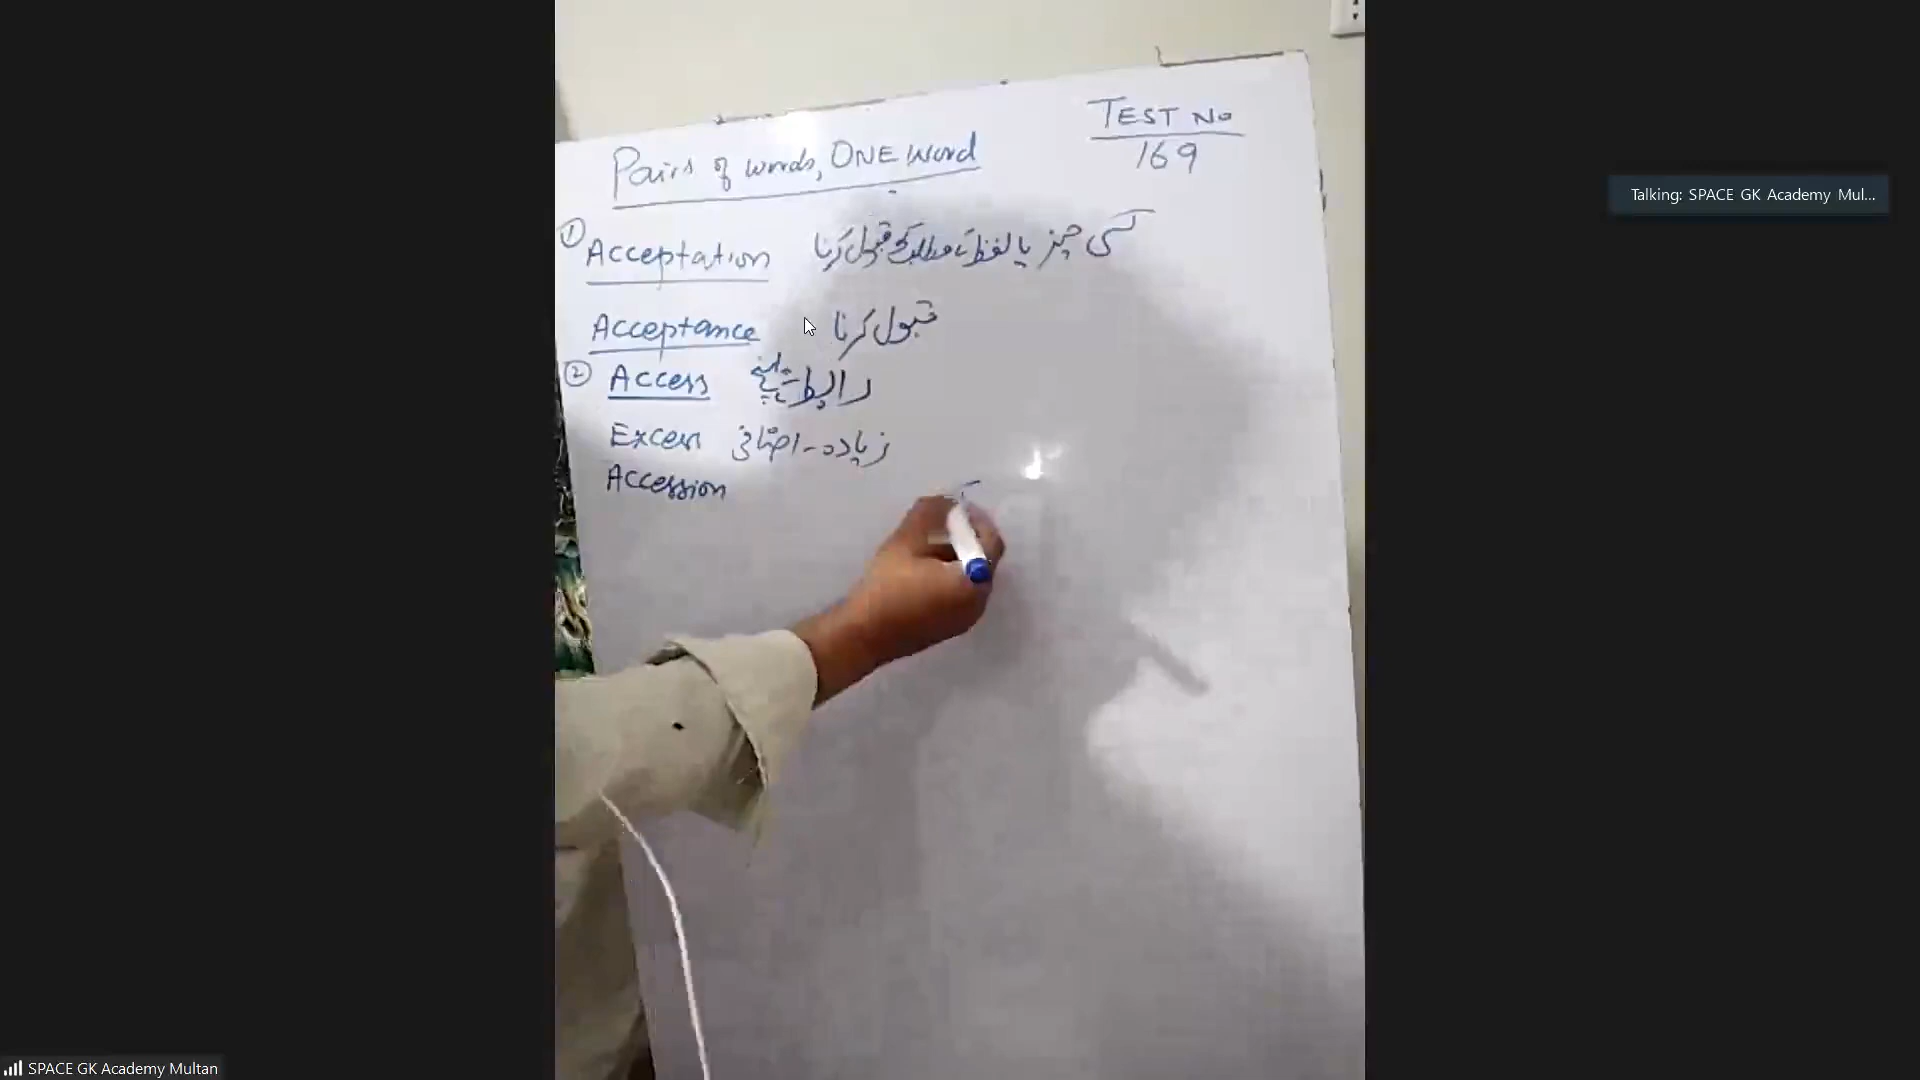 TEST No
169
Pairs of words, ONE Word
① Acceptation کسی چیز یا لفظ کا مطلب قبول کرنا
Acceptance قبول کرنا
② Access رابطہ
Excess زیادہ - اضافی
Accession
Talking: SPACE GK Academy Mul...
SPACE GK Academy Multan